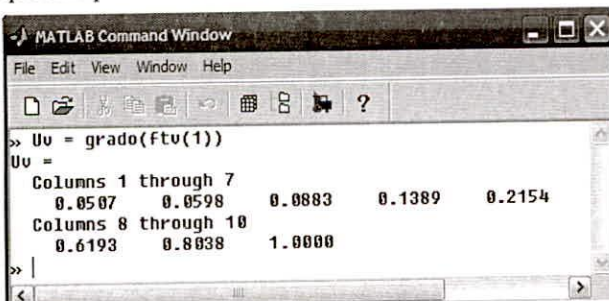 MATLAB Command Window
File Edit View Window Help
» Uv = grado(ftv(1))
Uv =
Columns 1 through 7
0.0507 0.0598 0.0883 0.1389 0.2154
Columns 8 through 10
0.6193 0.8038 1.0000
»